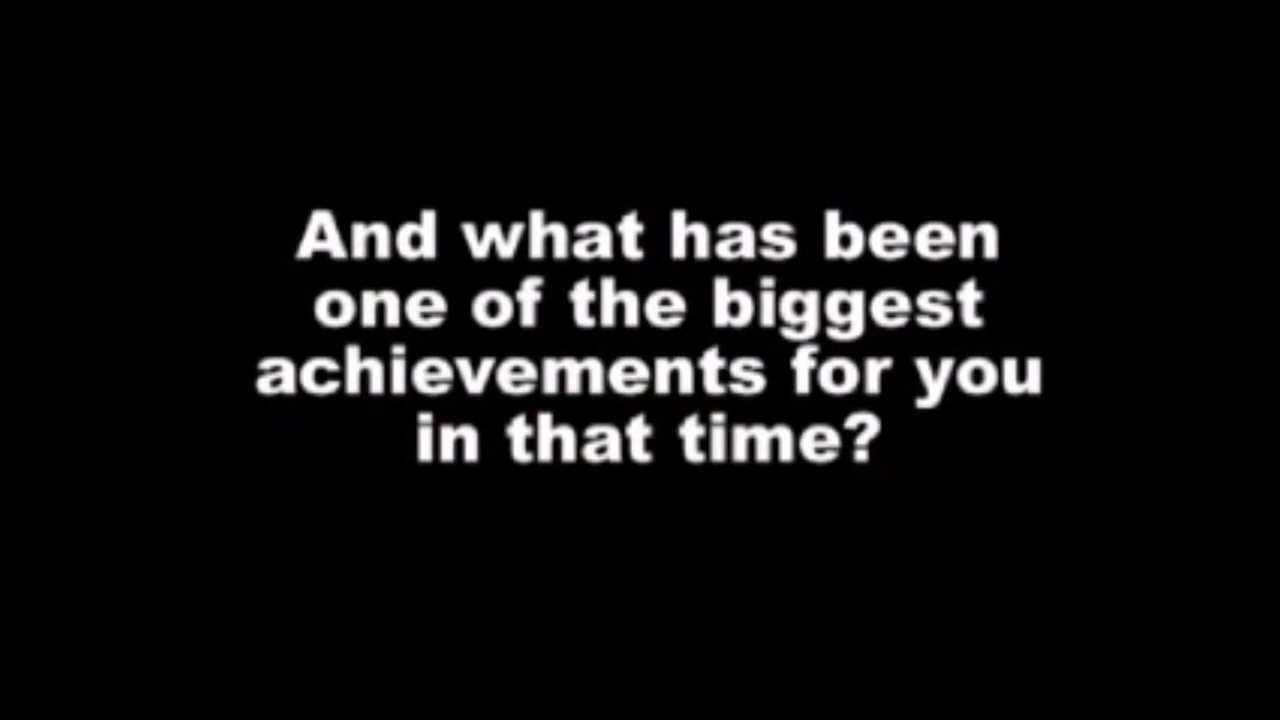 And what has been
one of the biggest
achievements for you
in that time?